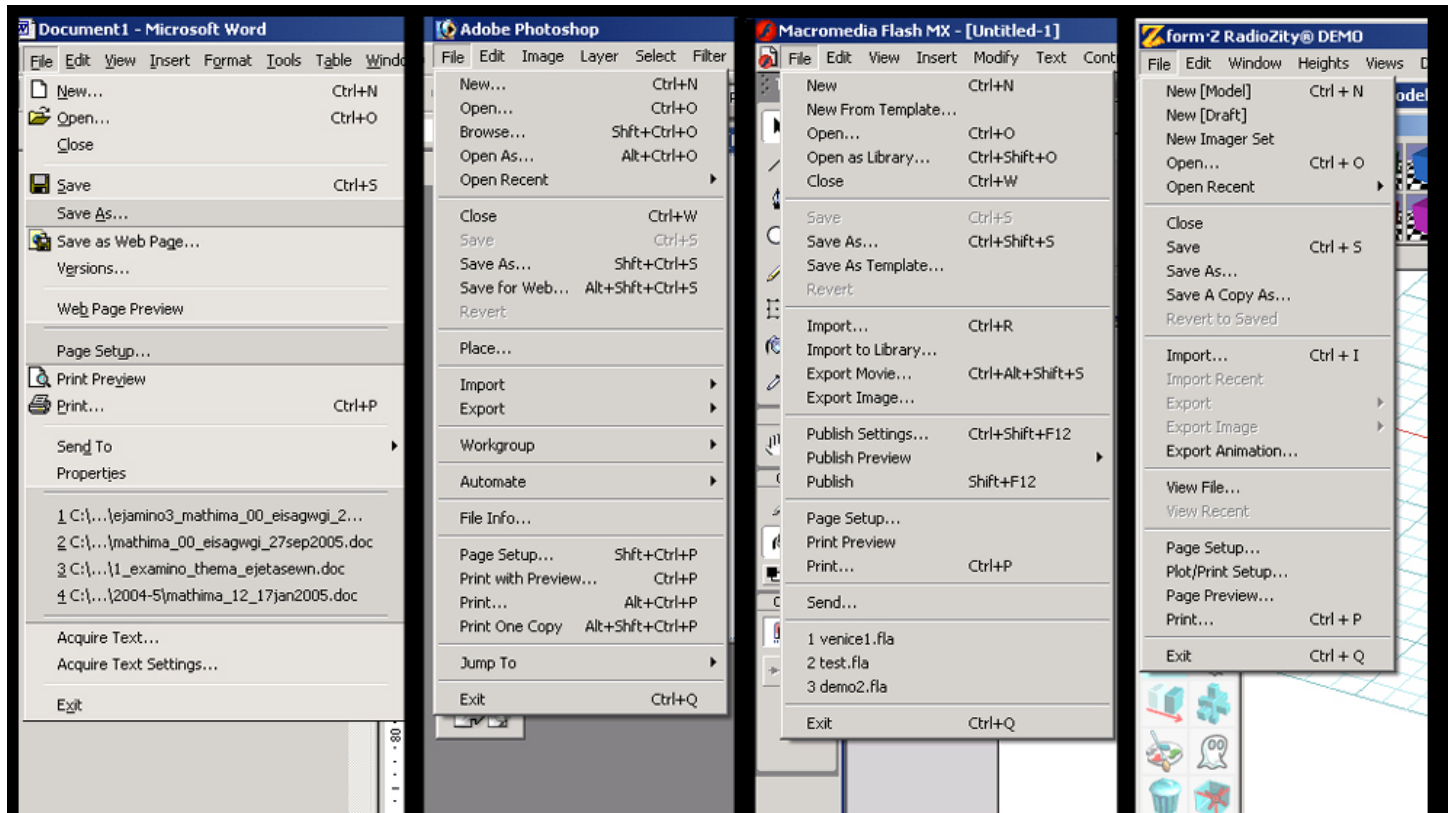 Document1 - Microsoft Word
File Edit View Insert Format Tools Table
New... Ctrl+N
Open... Ctrl+O
Close
Save Ctrl+S
Save As...
Save as Web Page...
Versions...
Web Page Preview
Page Setup...
Print Preview
Print... Ctrl+P
Send To
Properties
1 C:\...\ejamino3_mathima_00_eisagwgi_2...
2 C:\...\mathima_00_eisagwgi_27sep2005.doc
3 C:\...\1_examino_thema_ejetasewn.doc
4 C:\...\2004-5\mathima_12_17jan2005.doc
Acquire Text...
Acquire Text Settings...
Exit
80
Adobe Photoshop
File Edit Image Layer Select Filter
New... Ctrl+N
Open... Ctrl+O
Browse... Shft+Ctrl+O
Open As... Alt+Ctrl+O
Open Recent
Close Ctrl+W
Save Ctrl+S
Save As... Shft+Ctrl+S
Save for Web... Alt+Shft+Ctrl+S
Revert
Place...
Import
Export
Workgroup
Automate
File Info...
Page Setup... Shft+Ctrl+P
Print with Preview... Ctrl+P
Print... Alt+Ctrl+P
Print One Copy Alt+Shft+Ctrl+P
Jump To
Exit Ctrl+Q
Macromedia Flash MX - [Untitled-1]
File Edit View Insert Modify Text Cont
New Ctrl+N
New From Template...
Open... Ctrl+O
Open as Library... Ctrl+Shift+O
Close Ctrl+W
Save Ctrl+S
Save As... Ctrl+Shift+S
Save As Template...
Revert
Import... Ctrl+R
Import to Library...
Export Movie... Ctrl+Alt+Shift+S
Export Image...
Publish Settings... Ctrl+Shift+F12
Publish Preview
Publish Shift+F12
Page Setup...
Print Preview
Print... Ctrl+P
Send...
1 venice1.fla
2 test.fla
3 demo2.fla
Exit Ctrl+Q
form·Z RadioZity® DEMO
File Edit Window Heights Views
New [Model] Ctrl + N
New [Draft]
New Imager Set
Open... Ctrl + O
Open Recent
Close
Save Ctrl + S
Save As...
Save A Copy As...
Revert to Saved
Import... Ctrl + I
Import Recent
Export
Export Image
Export Animation...
View File...
View Recent
Page Setup...
Plot/Print Setup...
Page Preview...
Print... Ctrl + P
Exit Ctrl + Q